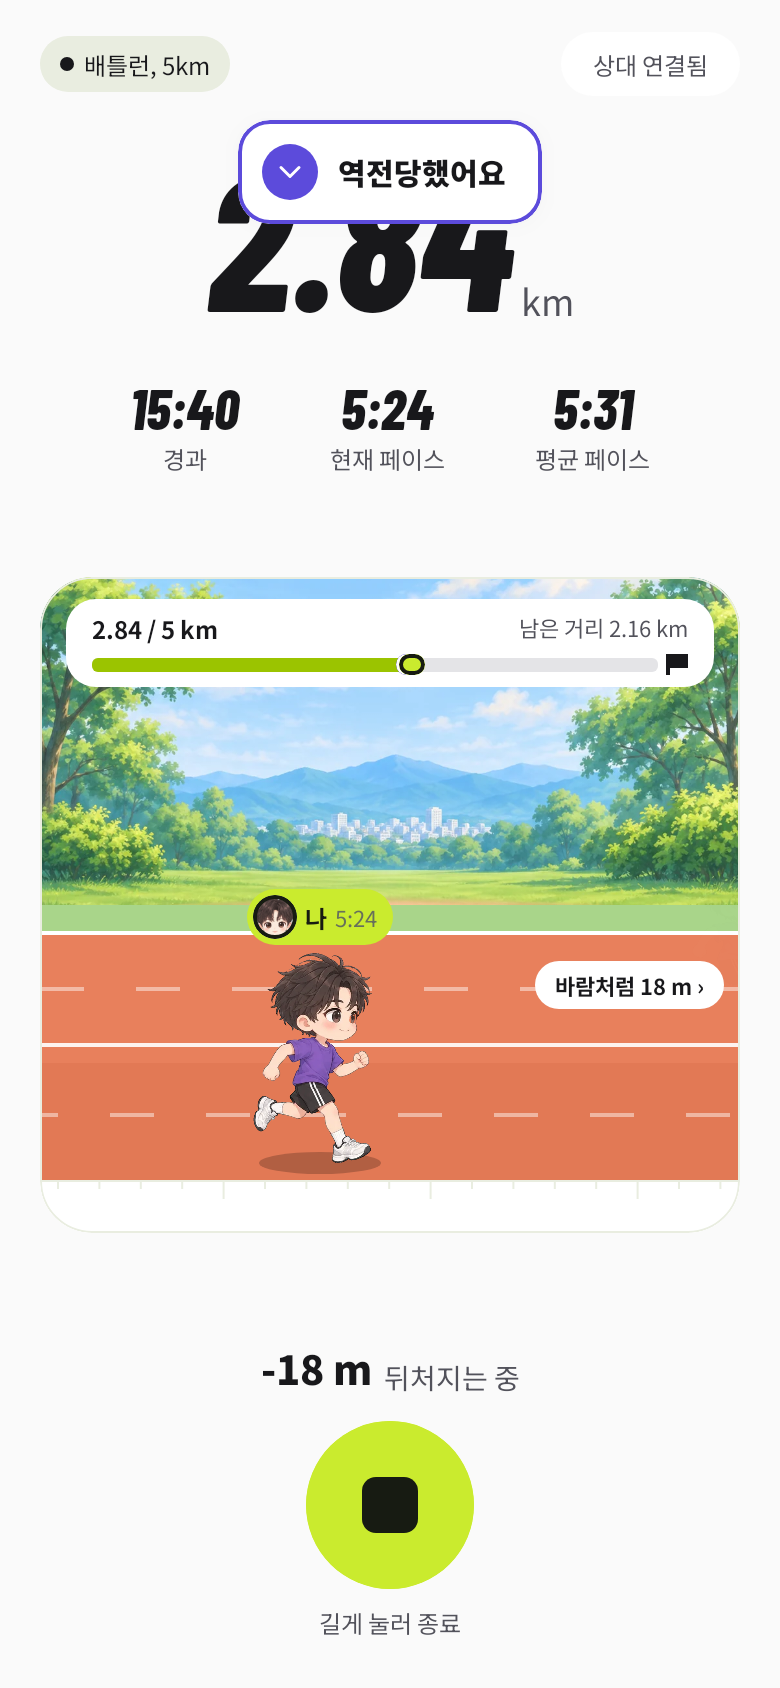 배틀런, 5km
상대 연결됨
역전당했어요
2.84 km
15:40 5:24 5:31
경과 현재 페이스 평균 페이스
2.84 / 5 km 남은 거리 2.16 km
나 5:24
바람처럼 18 m ›
-18 m 뒤처지는 중
길게 눌러 종료